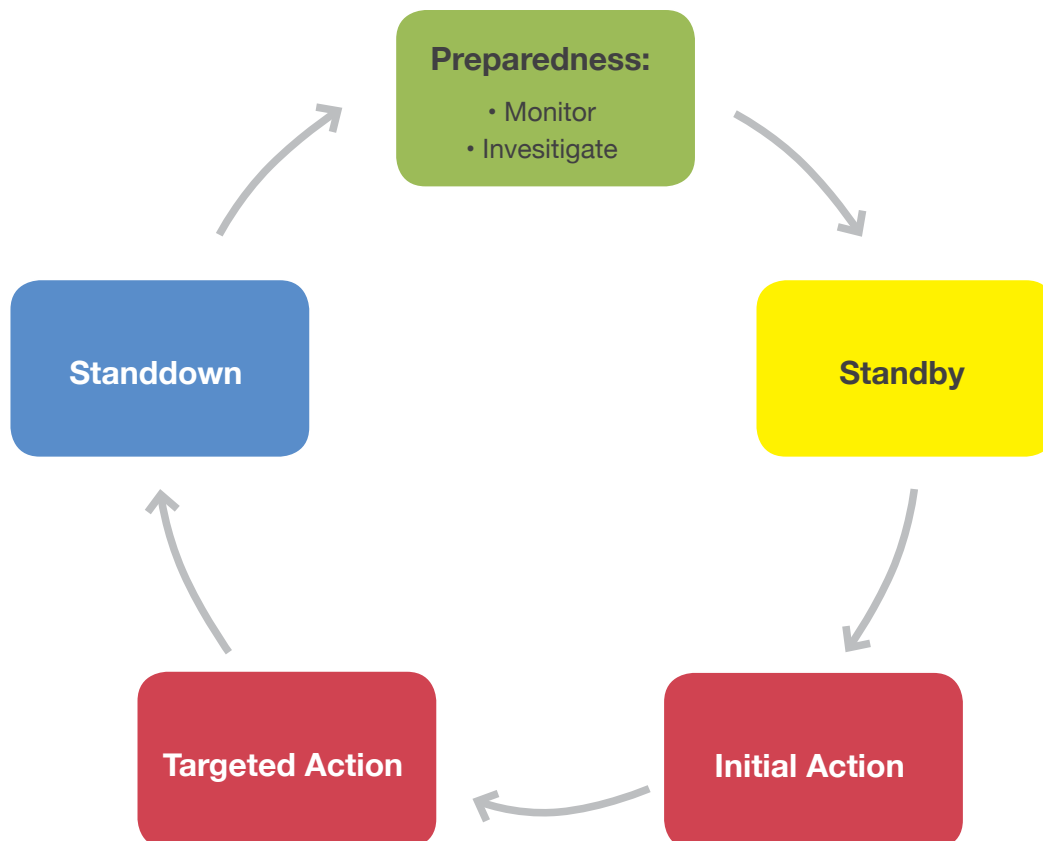 Preparedness:
• Monitor
• Invesitigate
Standdown
Standby
Targeted Action
Initial Action